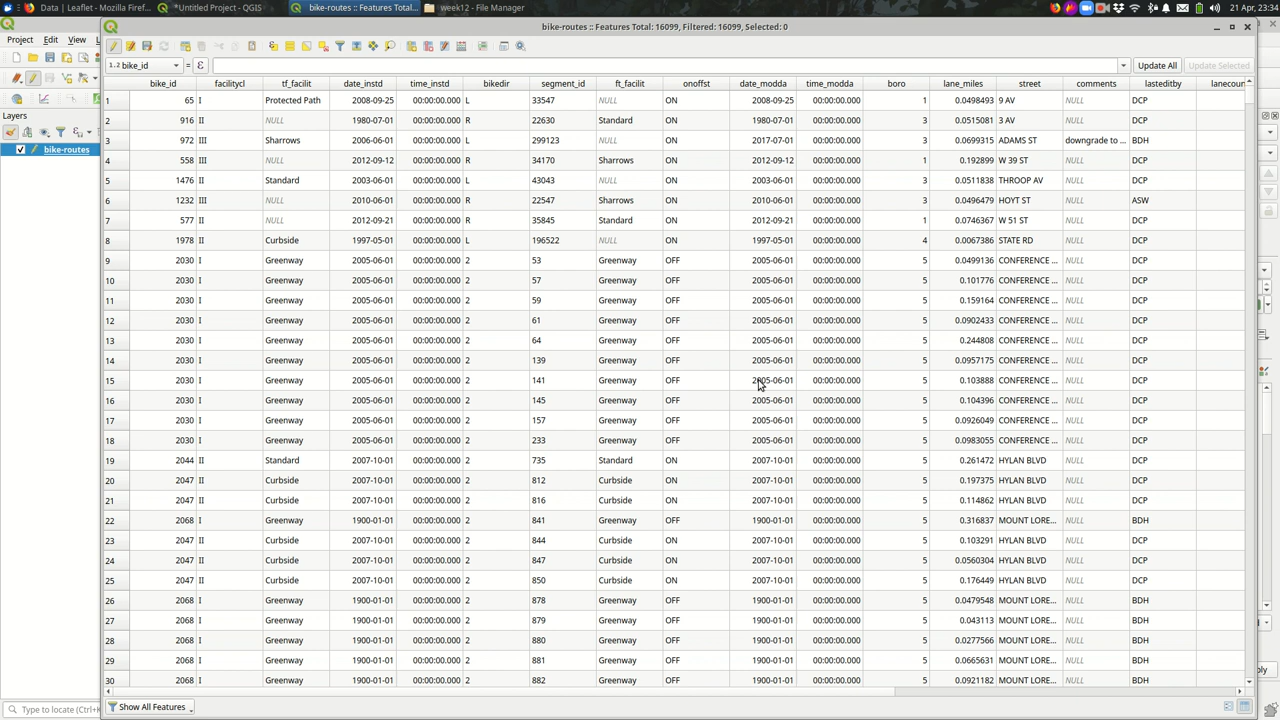 Data | Leaflet - Mozilla Firef...
*Untitled Project - QGIS
bike-routes :: Features Total...
week12 - File Manager
21 Apr, 23:34
bike-routes :: Features Total: 16099, Filtered: 16099, Selected: 0
Project Edit View
1.2 bike_id = ε Update All Update Selected
bike_id facilitycl tf_facilit date_instd time_instd bikedir segment_id ft_facilit onoffst date_modda time_modda boro lane_miles street comments lasteditby lanecoun
Layers
bike-routes
1 65 I Protected Path 2008-09-25 00:00:00.000 L 33547 NULL ON 2008-09-25 00:00:00.000 1 0.0498493 9 AV NULL DCP
2 916 II NULL 1980-07-01 00:00:00.000 R 22630 Standard ON 1980-07-01 00:00:00.000 3 0.0515081 3 AV NULL DCP
3 972 III Sharrows 2006-06-01 00:00:00.000 L 299123 NULL ON 2017-07-01 00:00:00.000 3 0.0699315 ADAMS ST downgrade to ... BDH
4 558 III NULL 2012-09-12 00:00:00.000 R 34170 Sharrows ON 2012-09-12 00:00:00.000 1 0.192899 W 39 ST NULL DCP
5 1476 II Standard 2003-06-01 00:00:00.000 L 43043 NULL ON 2003-06-01 00:00:00.000 3 0.0511838 THROOP AV NULL DCP
6 1232 III NULL 2010-06-01 00:00:00.000 R 22547 Sharrows ON 2010-06-01 00:00:00.000 3 0.0496479 HOYT ST NULL ASW
7 577 II NULL 2012-09-21 00:00:00.000 R 35845 Standard ON 2012-09-21 00:00:00.000 1 0.0746367 W 51 ST NULL DCP
8 1978 II Curbside 1997-05-01 00:00:00.000 L 196522 NULL ON 1997-05-01 00:00:00.000 4 0.0067386 STATE RD NULL DCP
9 2030 I Greenway 2005-06-01 00:00:00.000 2 53 Greenway OFF 2005-06-01 00:00:00.000 5 0.0499136 CONFERENCE ... NULL DCP
10 2030 I Greenway 2005-06-01 00:00:00.000 2 57 Greenway OFF 2005-06-01 00:00:00.000 5 0.101776 CONFERENCE ... NULL DCP
11 2030 I Greenway 2005-06-01 00:00:00.000 2 59 Greenway OFF 2005-06-01 00:00:00.000 5 0.159164 CONFERENCE ... NULL DCP
12 2030 I Greenway 2005-06-01 00:00:00.000 2 61 Greenway OFF 2005-06-01 00:00:00.000 5 0.0902433 CONFERENCE ... NULL DCP
13 2030 I Greenway 2005-06-01 00:00:00.000 2 64 Greenway OFF 2005-06-01 00:00:00.000 5 0.244808 CONFERENCE ... NULL DCP
14 2030 I Greenway 2005-06-01 00:00:00.000 2 139 Greenway OFF 2005-06-01 00:00:00.000 5 0.0957175 CONFERENCE ... NULL DCP
15 2030 I Greenway 2005-06-01 00:00:00.000 2 141 Greenway OFF 2005-06-01 00:00:00.000 5 0.103888 CONFERENCE ... NULL DCP
16 2030 I Greenway 2005-06-01 00:00:00.000 2 145 Greenway OFF 2005-06-01 00:00:00.000 5 0.104396 CONFERENCE ... NULL DCP
17 2030 I Greenway 2005-06-01 00:00:00.000 2 157 Greenway OFF 2005-06-01 00:00:00.000 5 0.0926049 CONFERENCE ... NULL DCP
18 2030 I Greenway 2005-06-01 00:00:00.000 2 233 Greenway OFF 2005-06-01 00:00:00.000 5 0.0983055 CONFERENCE ... NULL DCP
19 2044 II Standard 2007-10-01 00:00:00.000 2 735 Standard ON 2007-10-01 00:00:00.000 5 0.261472 HYLAN BLVD NULL DCP
20 2047 II Curbside 2007-10-01 00:00:00.000 2 812 Curbside ON 2007-10-01 00:00:00.000 5 0.197375 HYLAN BLVD NULL DCP
21 2047 II Curbside 2007-10-01 00:00:00.000 2 816 Curbside ON 2007-10-01 00:00:00.000 5 0.114862 HYLAN BLVD NULL DCP
22 2068 I Greenway 1900-01-01 00:00:00.000 2 841 Greenway OFF 1900-01-01 00:00:00.000 5 0.316837 MOUNT LORE... NULL BDH
23 2047 II Curbside 2007-10-01 00:00:00.000 2 844 Curbside ON 2007-10-01 00:00:00.000 5 0.103291 HYLAN BLVD NULL DCP
24 2047 II Curbside 2007-10-01 00:00:00.000 2 847 Curbside ON 2007-10-01 00:00:00.000 5 0.0560304 HYLAN BLVD NULL DCP
25 2047 II Curbside 2007-10-01 00:00:00.000 2 850 Curbside ON 2007-10-01 00:00:00.000 5 0.176449 HYLAN BLVD NULL DCP
26 2068 I Greenway 1900-01-01 00:00:00.000 2 878 Greenway OFF 1900-01-01 00:00:00.000 5 0.0479548 MOUNT LORE... NULL BDH
27 2068 I Greenway 1900-01-01 00:00:00.000 2 879 Greenway OFF 1900-01-01 00:00:00.000 5 0.043113 MOUNT LORE... NULL BDH
28 2068 I Greenway 1900-01-01 00:00:00.000 2 880 Greenway OFF 1900-01-01 00:00:00.000 5 0.0277566 MOUNT LORE... NULL BDH
29 2068 I Greenway 1900-01-01 00:00:00.000 2 881 Greenway OFF 1900-01-01 00:00:00.000 5 0.0665631 MOUNT LORE... NULL BDH
30 2068 I Greenway 1900-01-01 00:00:00.000 2 882 Greenway OFF 1900-01-01 00:00:00.000 5 0.0921182 MOUNT LORE... NULL BDH
Show All Features
Type to locate (Ctrl+